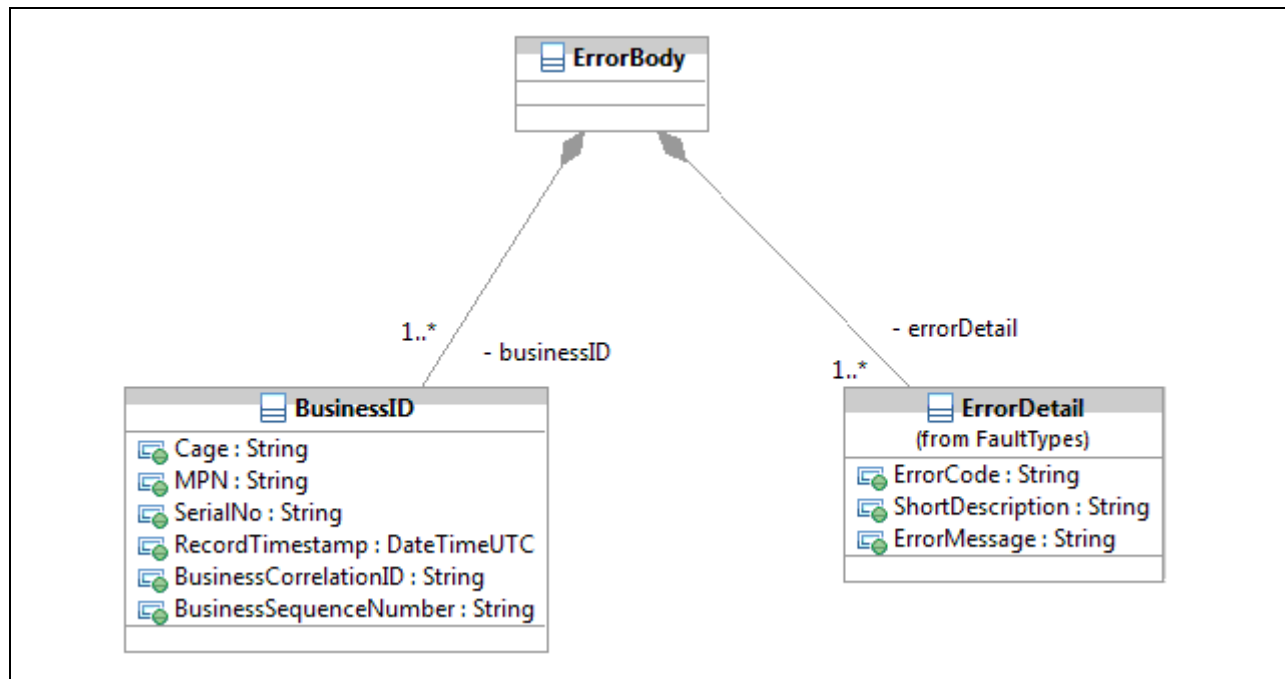 ErrorBody
1..*
- businessID
- errorDetail
1..*
BusinessID
Cage : String
MPN : String
SerialNo : String
RecordTimestamp : DateTimeUTC
BusinessCorrelationID : String
BusinessSequenceNumber : String
ErrorDetail
(from FaultTypes)
ErrorCode : String
ShortDescription : String
ErrorMessage : String